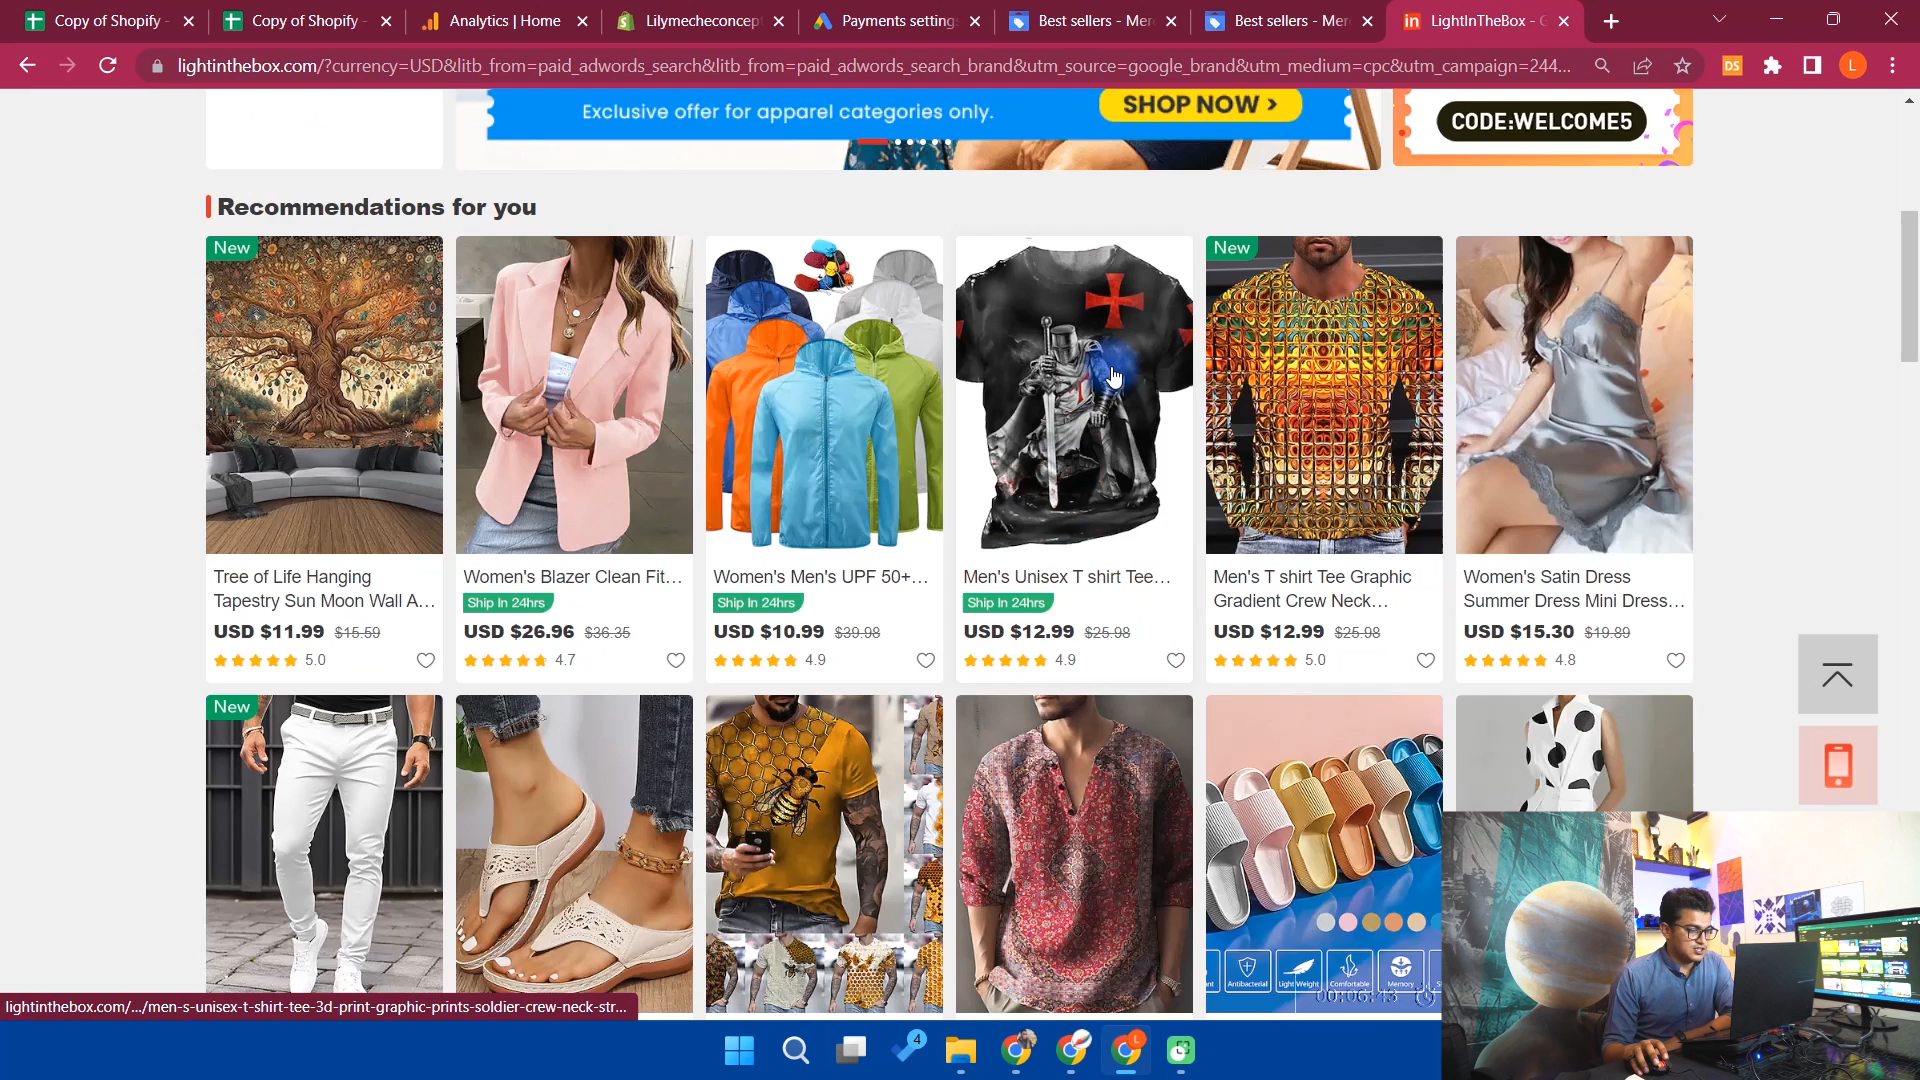 Copy of Shopify -
Copy of Shopify -
Analytics | Home
Lilymecheconcept
Payments settings
Best sellers - Mer
Best sellers - Mer
LightInTheBox - G
lightinthebox.com/?currency=USD&litb_from=paid_adwords_search&litb_from=paid_adwords_search_brand&utm_source=google_brand&utm_medium=cpc&utm_campaign=244...
DS
L
Exclusive offer for apparel categories only.
SHOP NOW >
CODE:WELCOME5
Recommendations for you
New
New
Tree of Life Hanging
Tapestry Sun Moon Wall A...
USD $11.99 $15.59
5.0
Women's Blazer Clean Fit...
Ship In 24hrs
USD $26.96 $36.35
4.7
Women's Men's UPF 50+...
Ship In 24hrs
USD $10.99 $39.98
4.9
Men's Unisex T shirt Tee...
Ship In 24hrs
USD $12.99 $25.98
4.9
Men's T shirt Tee Graphic
Gradient Crew Neck...
USD $12.99 $25.98
5.0
Women's Satin Dress
Summer Dress Mini Dress...
USD $15.30 $19.89
4.8
New
Antibacterial
Light Weight
Comfortable
Memory
00:06:43
lightinthebox.com/.../men-s-unisex-t-shirt-tee-3d-print-graphic-prints-soldier-crew-neck-str...
4
L